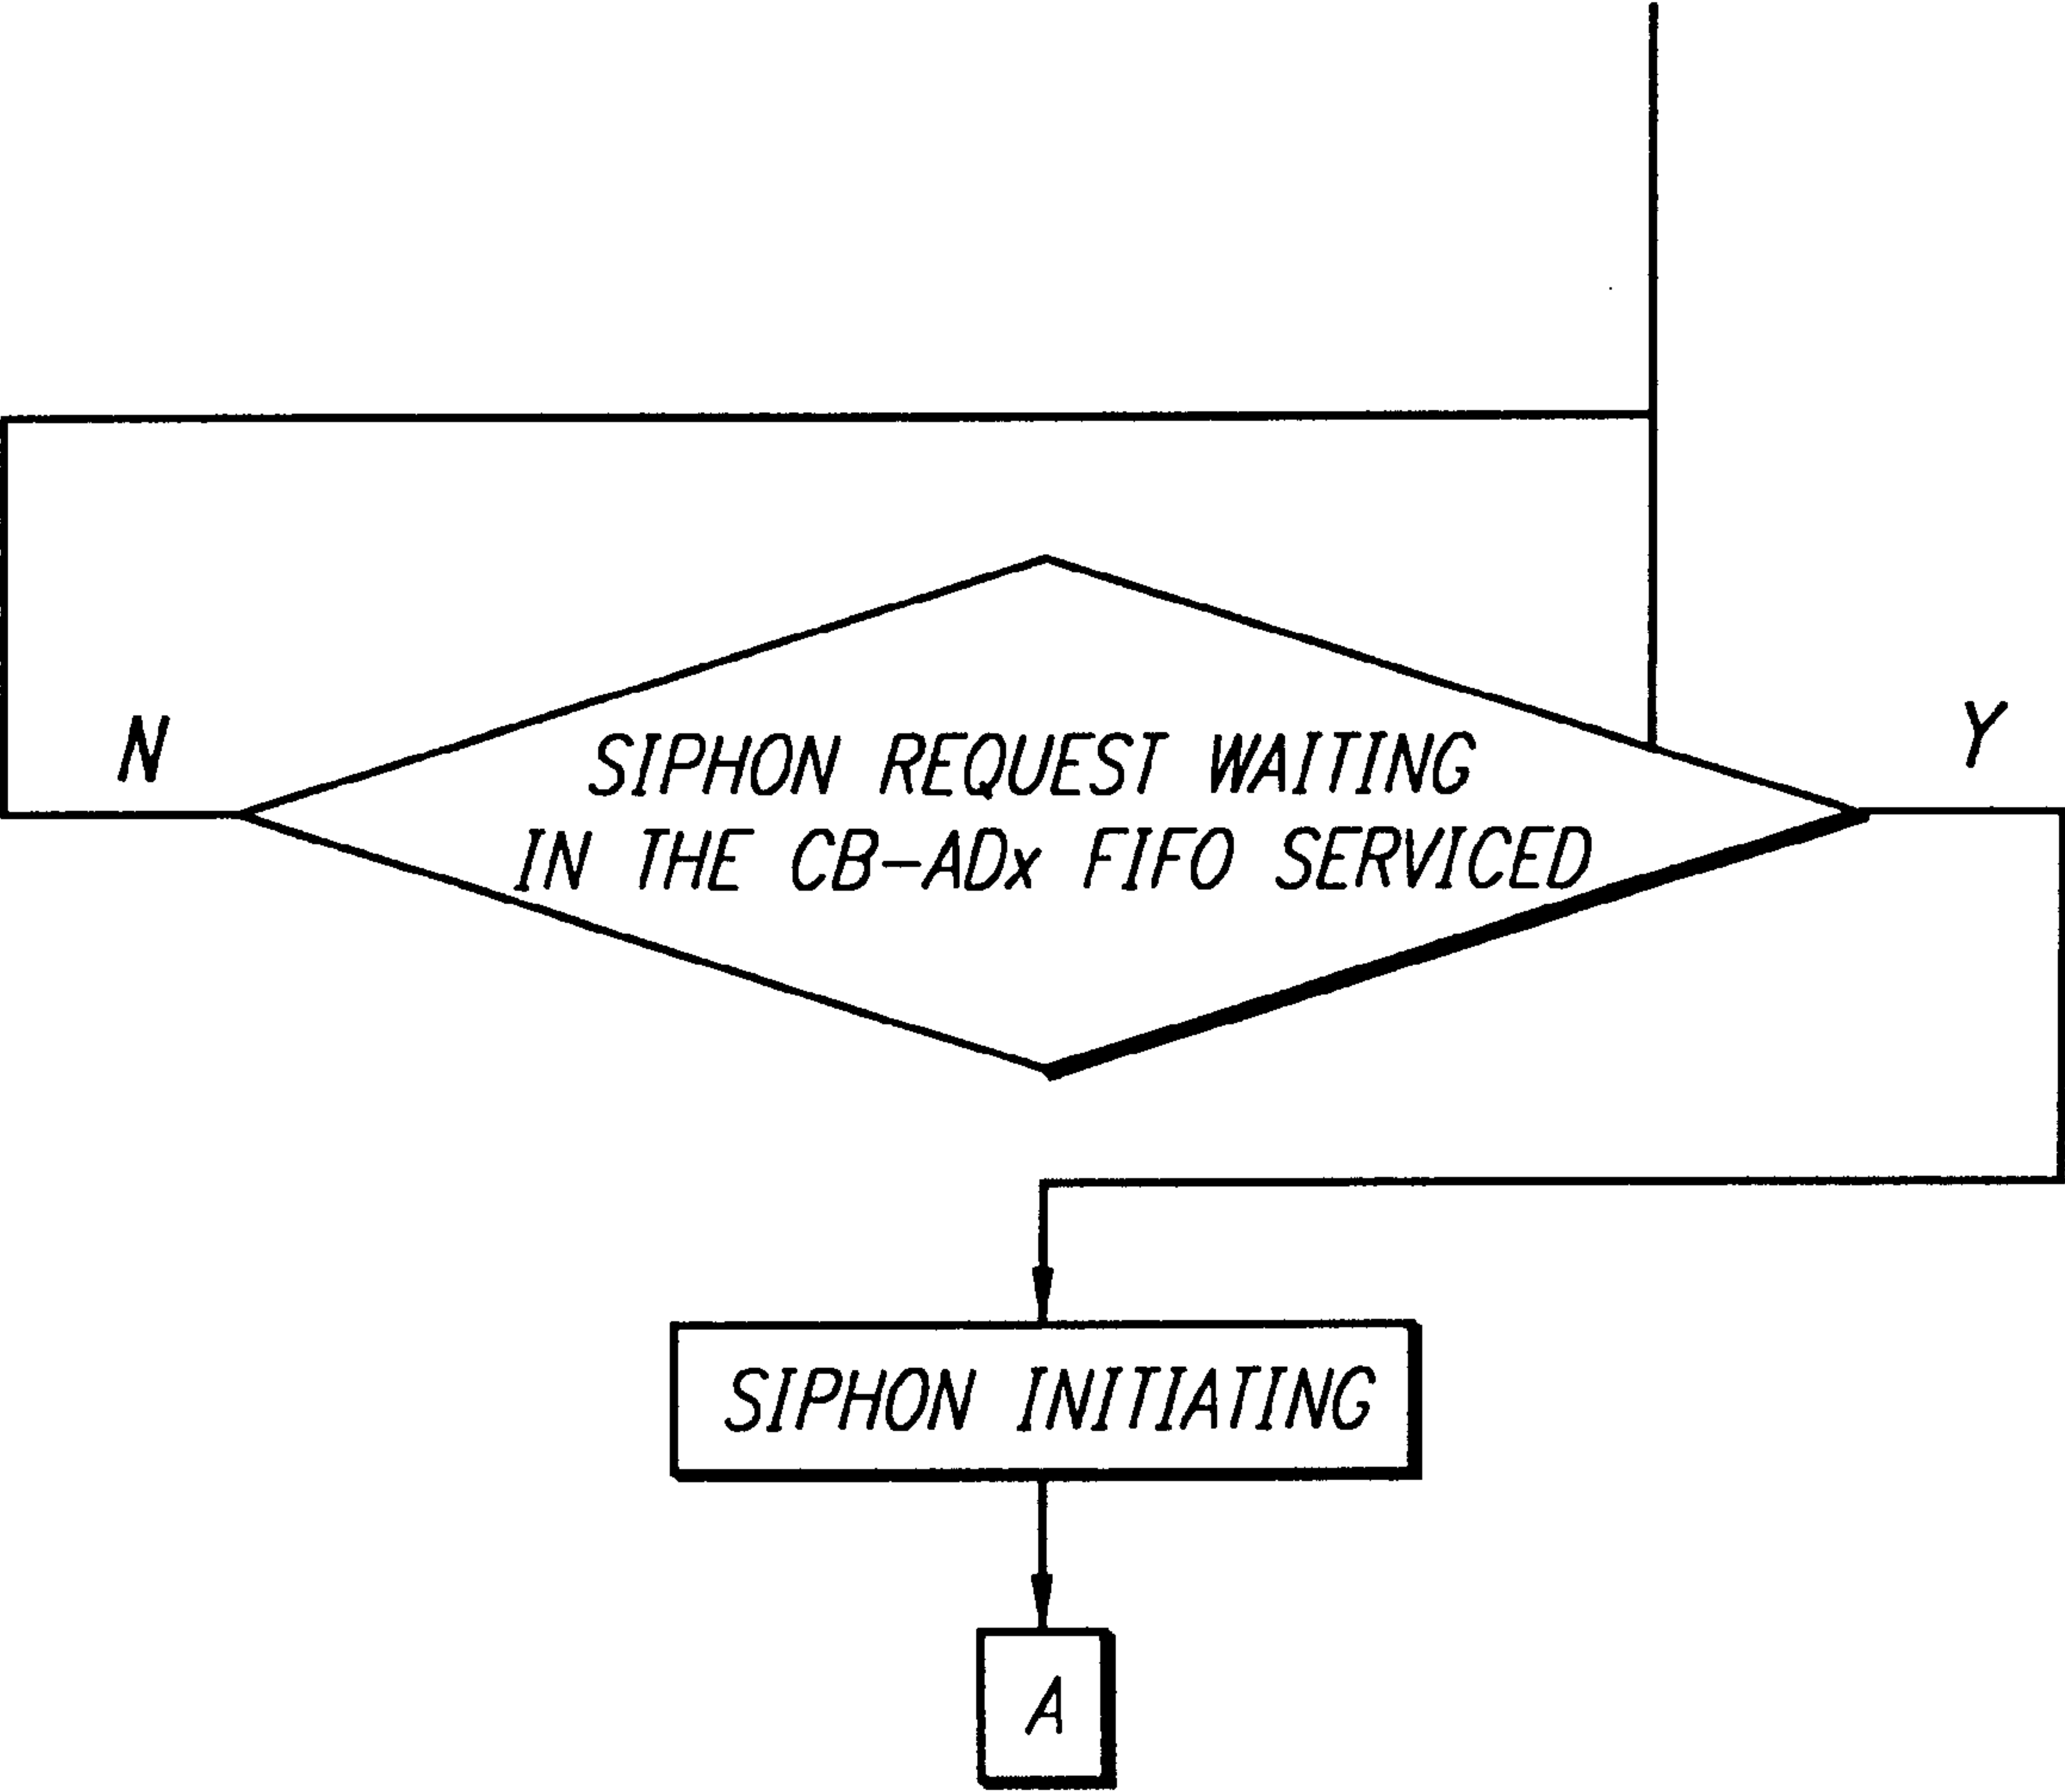 N
Y
SIPHON REQUEST WAITING
IN THE CB-ADx FIFO SERVICED
SIPHON INITIATING
A